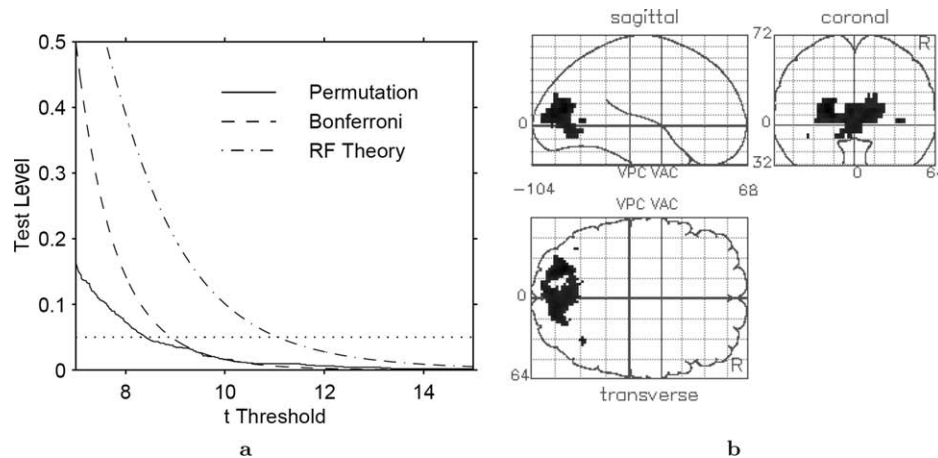 0.5
0.4
0.3
0.2
0.1
0
Test Level
8 10 12 14
t Threshold
Permutation
Bonferroni
RF Theory
a
sagittal
0
VPC VAC
-104 68
coronal
72
R
0
32
0 64
VPC VAC
0
64
R
transverse
b